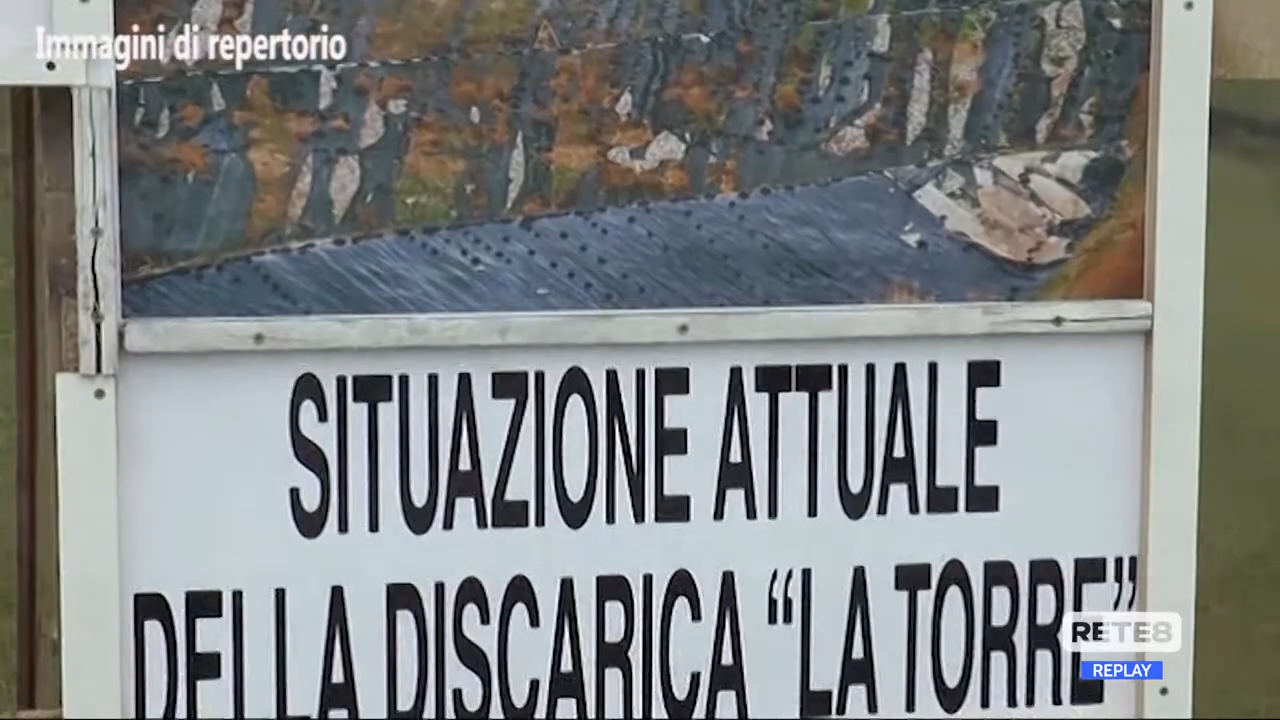 Immagini di repertorio
SITUAZIONE ATTUALE
DELLA DISCARICA “LA TORRE”
RETE8
REPLAY